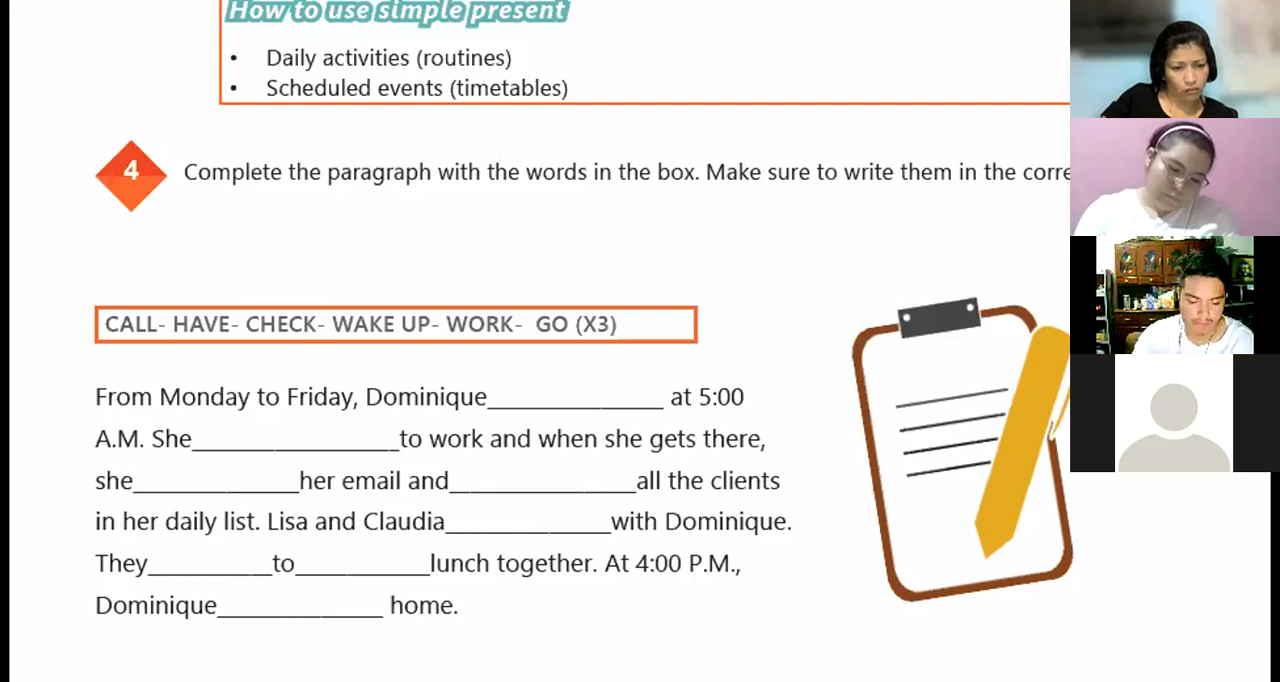 How to use simple present
• Daily activities (routines)
• Scheduled events (timetables)
4
Complete the paragraph with the words in the box. Make sure to write them in the corre
CALL- HAVE- CHECK- WAKE UP- WORK- GO (X3)
From Monday to Friday, Dominique______________ at 5:00
A.M. She________________to work and when she gets there,
she_____________her email and______________all the clients
in her daily list. Lisa and Claudia_____________with Dominique.
They__________to__________lunch together. At 4:00 P.M.,
Dominique_____________ home.